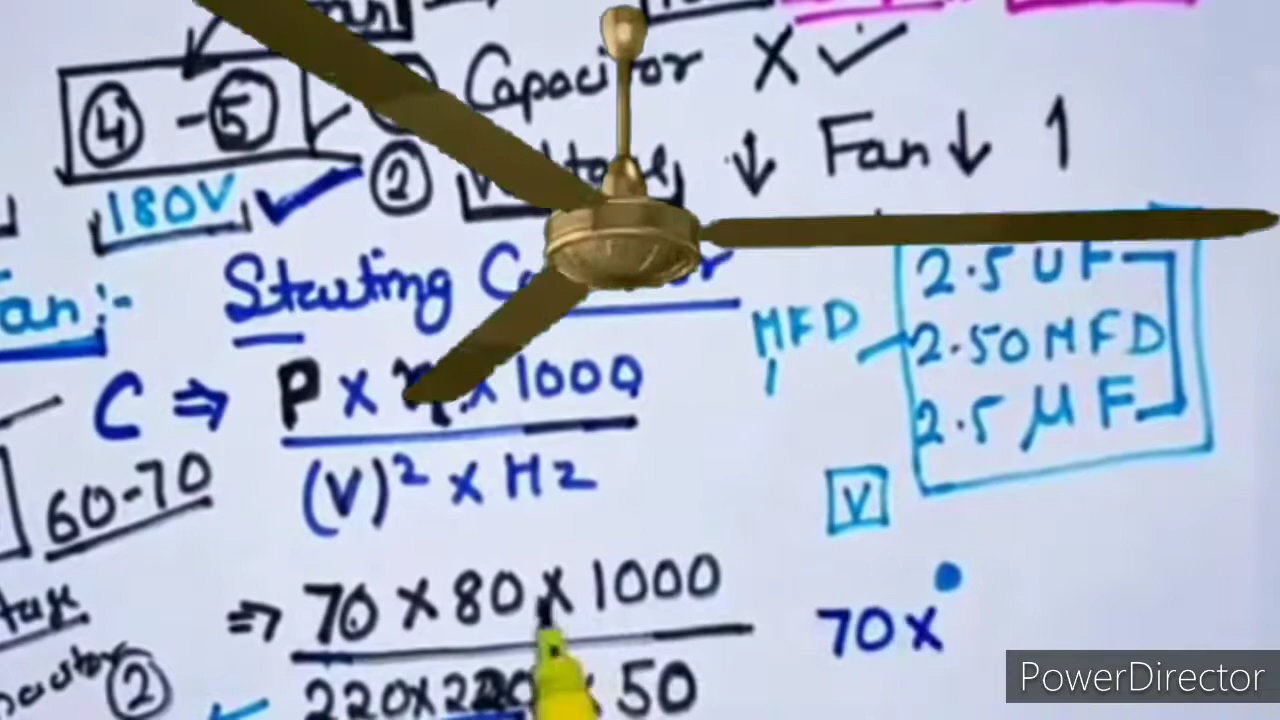 ④ -⑤ Capacitor X ✓
180V ✓ ② ↓ Fan ↓ 1
an:- Starting
2.5 UF
MFD 2.50 MFD
2.5 μF
C ⇒ P x η x 1000
(V)² x Hz
60-70
V
⇒ 70 x 80 x 1000
220 x 220 x 50
70 x
②
PowerDirector